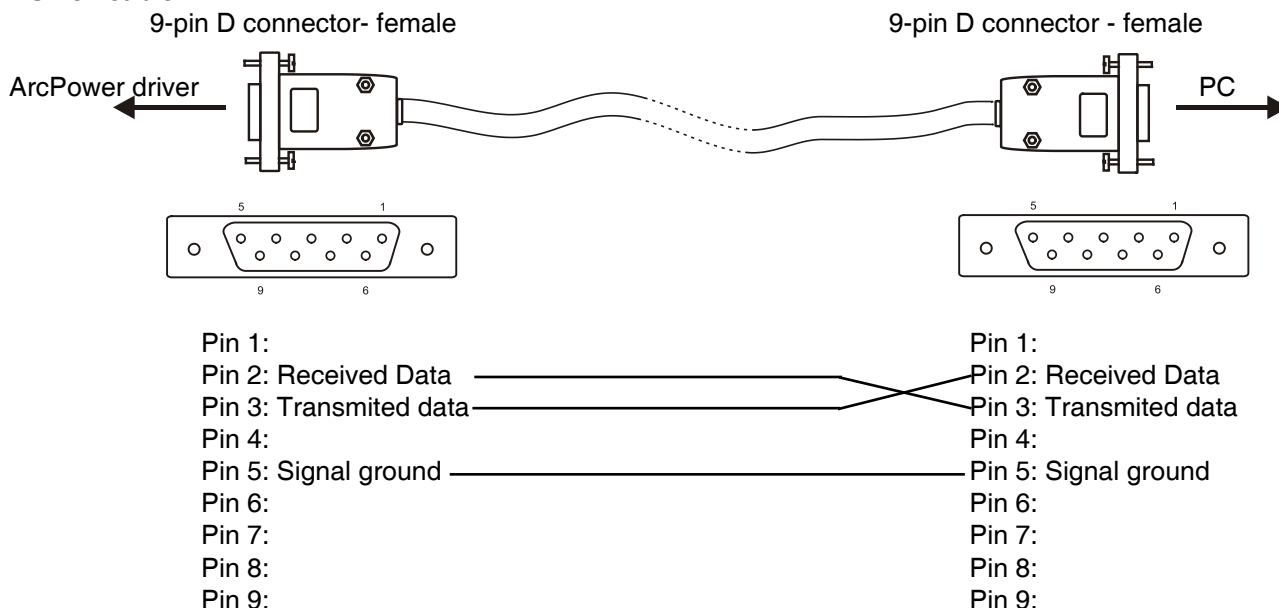 9-pin D connector- female 9-pin D connector - female
ArcPower driver PC
5 1 5 1
9 6 9 6
Pin 1: Pin 1:
Pin 2: Received Data Pin 2: Received Data
Pin 3: Transmited data Pin 3: Transmited data
Pin 4: Pin 4:
Pin 5: Signal ground Pin 5: Signal ground
Pin 6: Pin 6:
Pin 7: Pin 7:
Pin 8: Pin 8:
Pin 9: Pin 9: